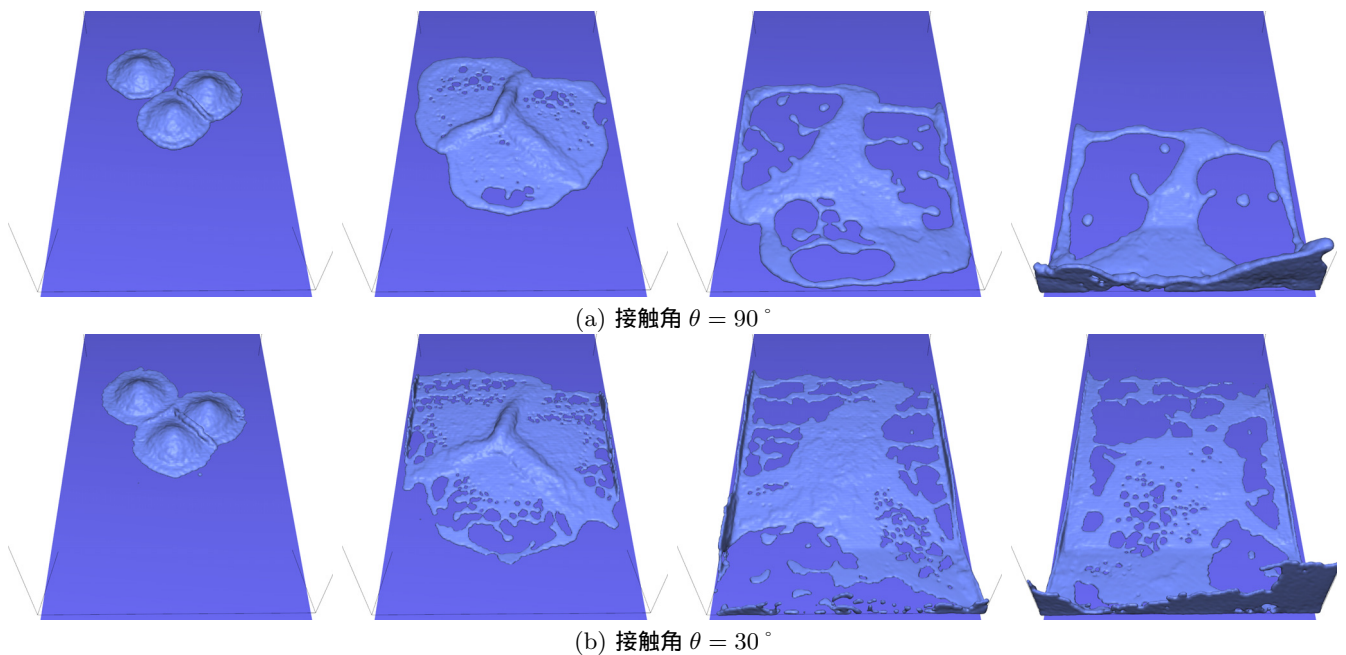 (a) 接触角 θ = 90°
(b) 接触角 θ = 30°